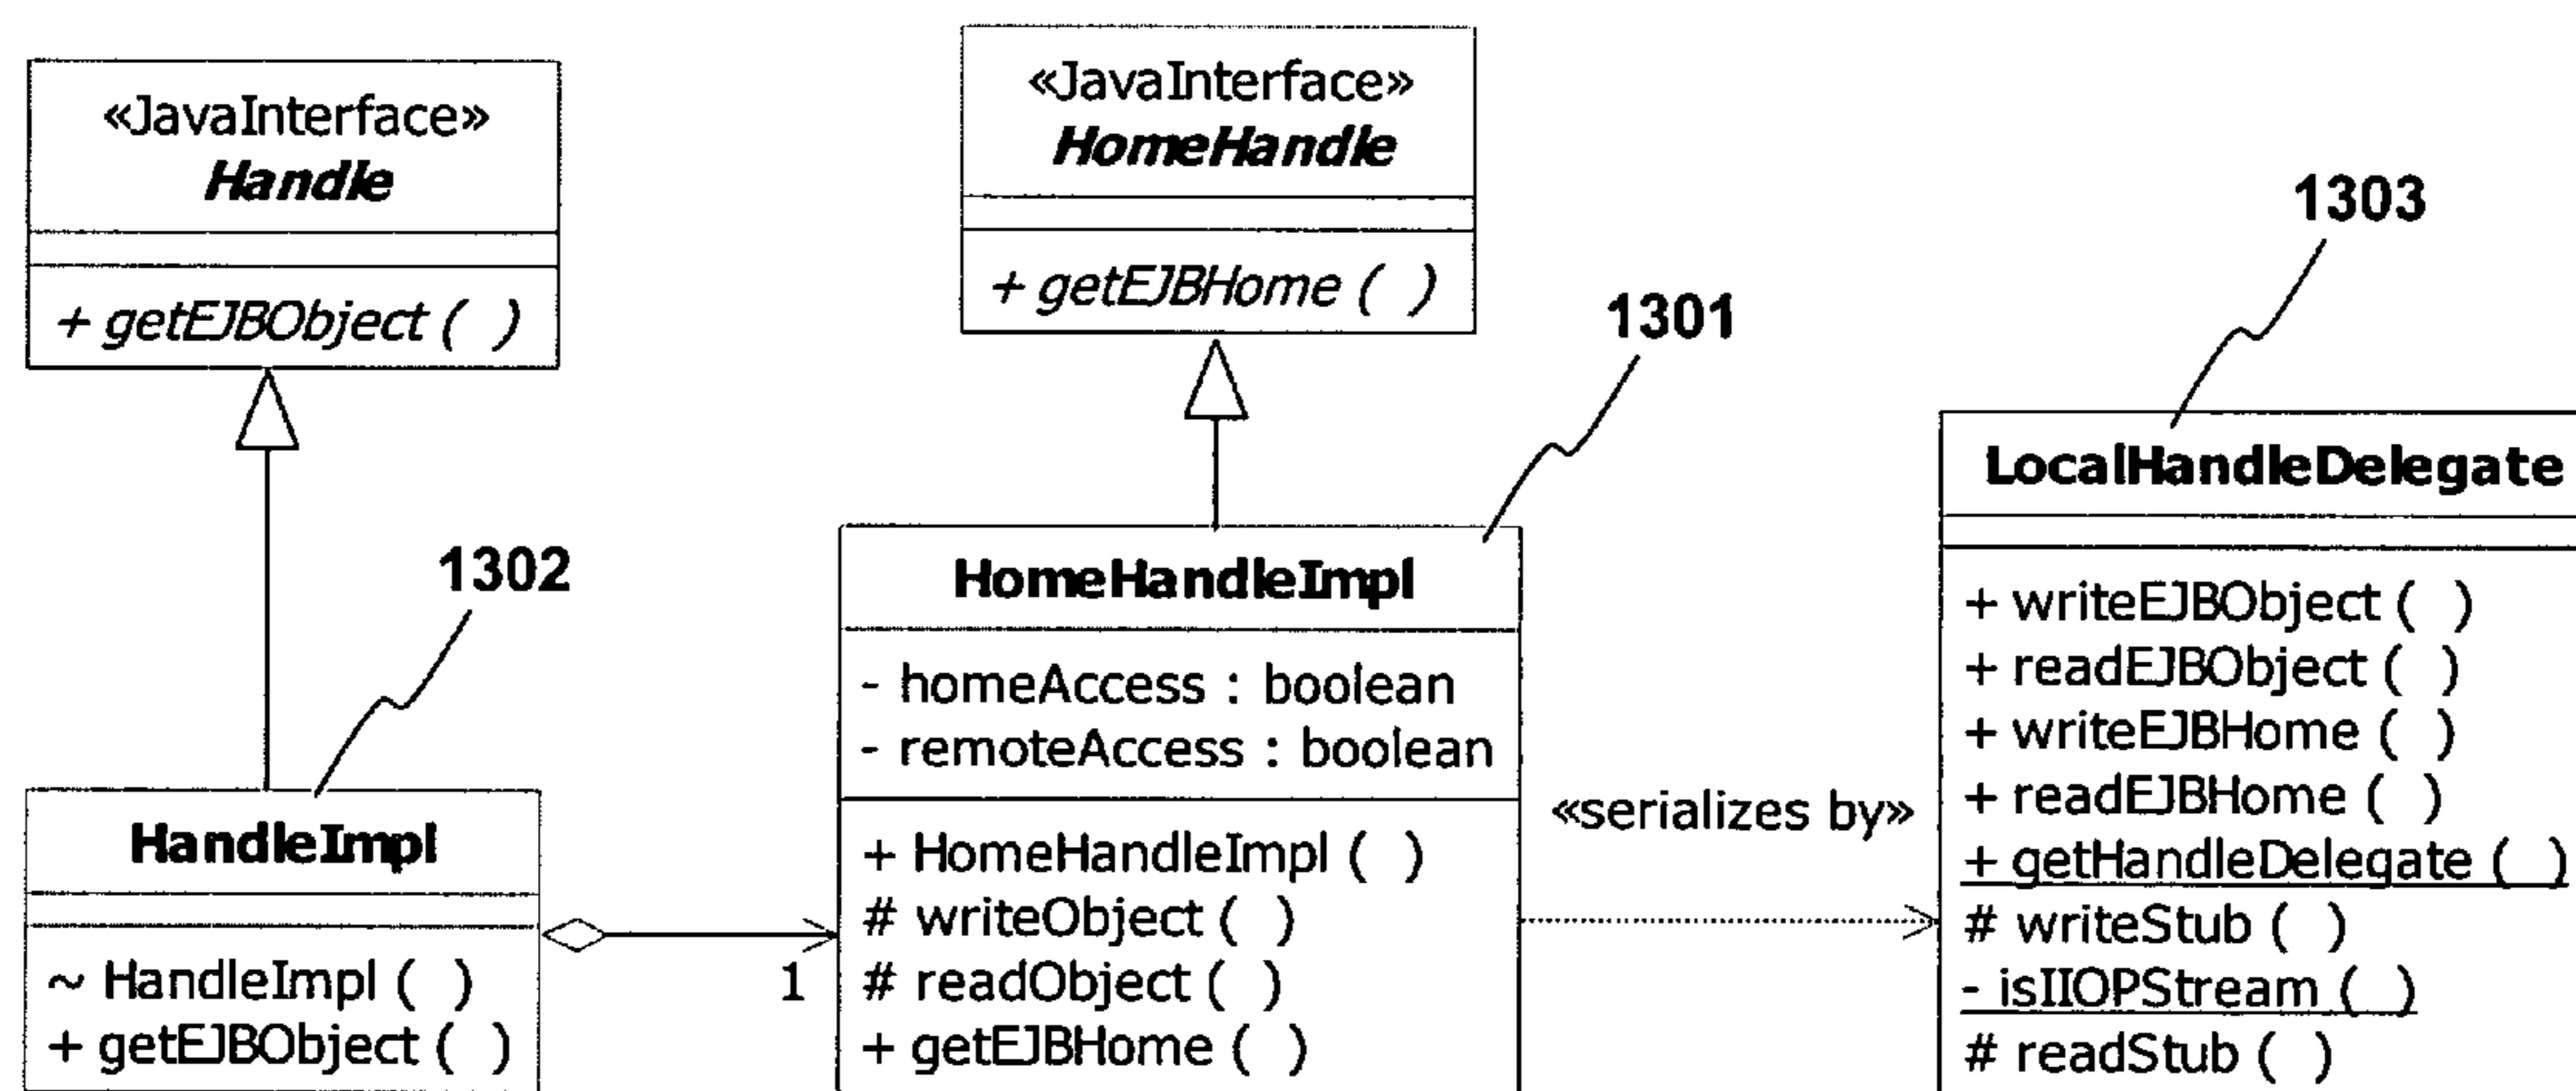 «JavaInterface»
Handle
+ getEJBObject ( )
«JavaInterface»
HomeHandle
+ getEJBHome ( )
1303
1301
1302
HandleImpl
~ HandleImpl ( )
+ getEJBObject ( )
1
HomeHandleImpl
- homeAccess : boolean
- remoteAccess : boolean
+ HomeHandleImpl ( )
# writeObject ( )
# readObject ( )
+ getEJBHome ( )
«serializes by»
LocalHandleDelegate
+ writeEJBObject ( )
+ readEJBObject ( )
+ writeEJBHome ( )
+ readEJBHome ( )
+ getHandleDelegate ( )
# writeStub ( )
- isIIOPStream ( )
# readStub ( )